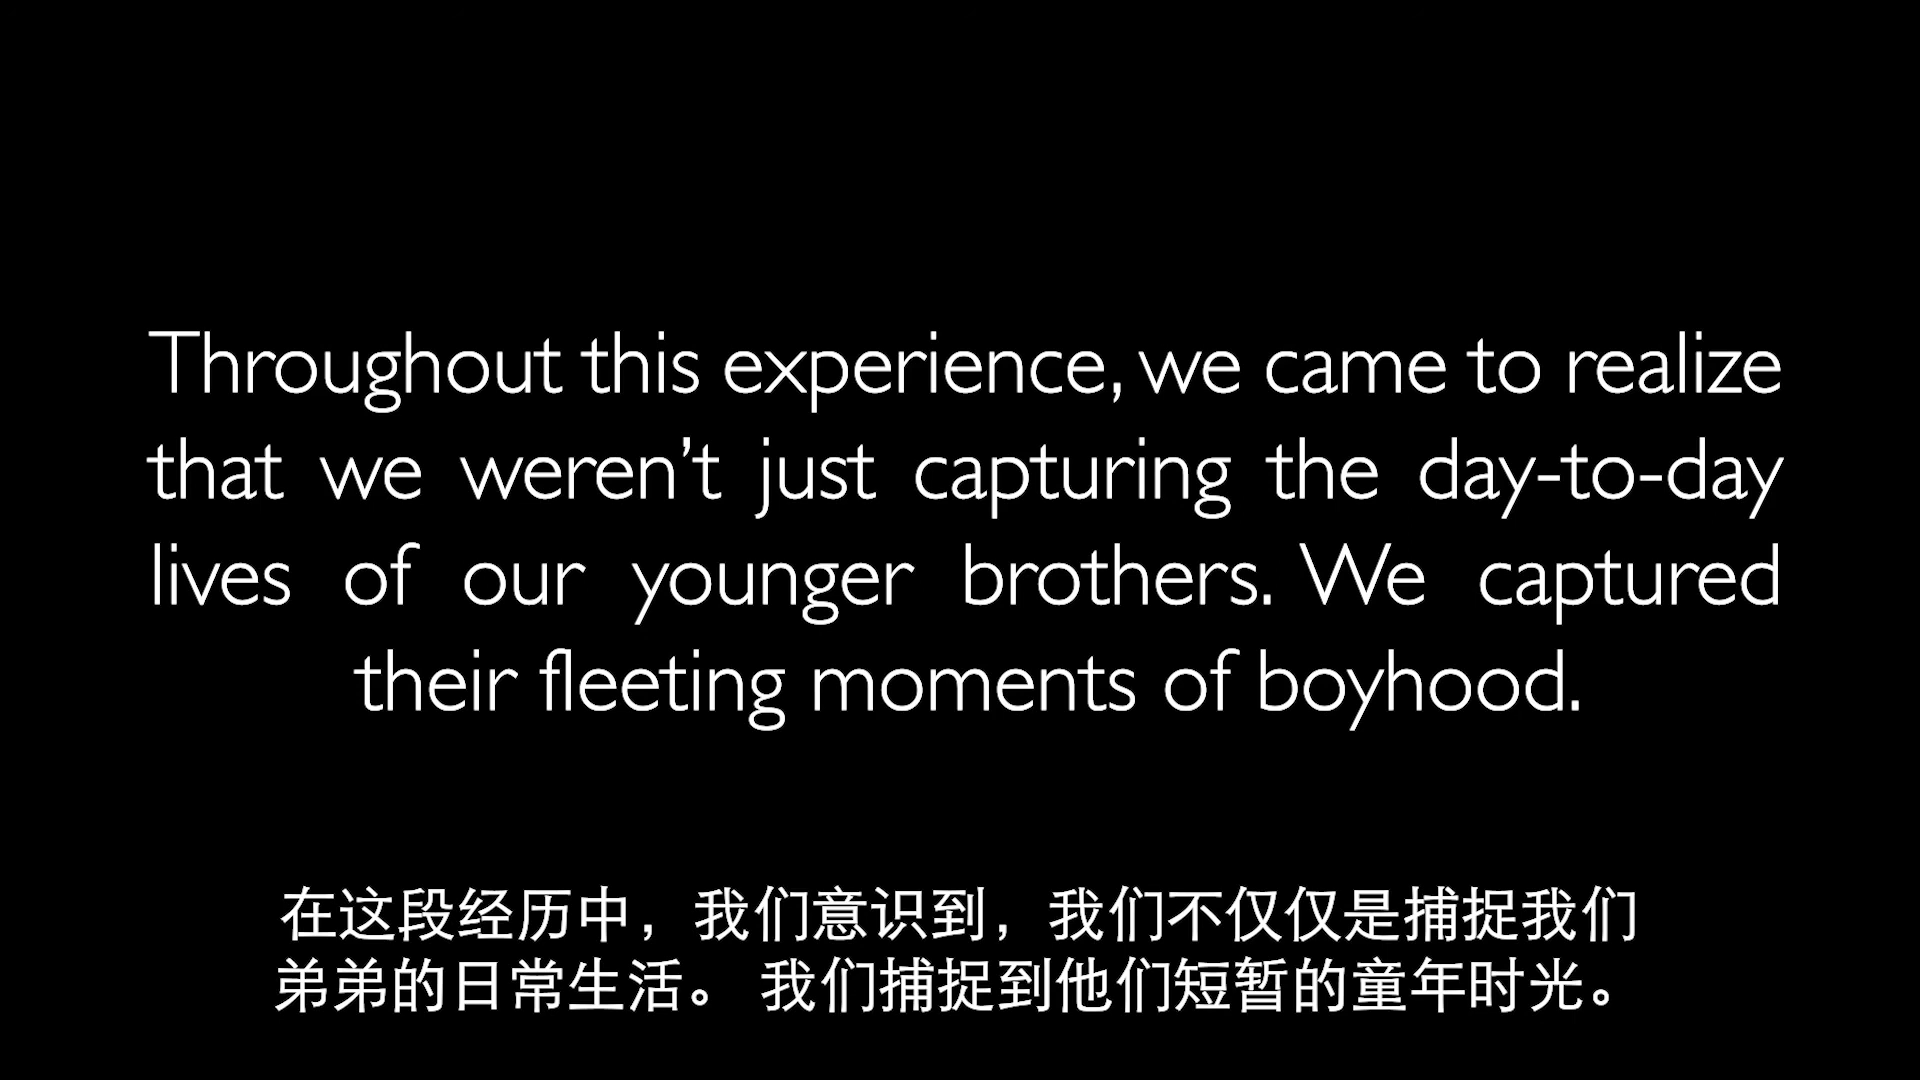 Throughout this experience, we came to realize
that we weren’t just capturing the day-to-day
lives of our younger brothers. We captured
their fleeting moments of boyhood.
在这段经历中，我们意识到，我们不仅仅是捕捉我们
弟弟的日常生活。 我们捕捉到他们短暂的童年时光。